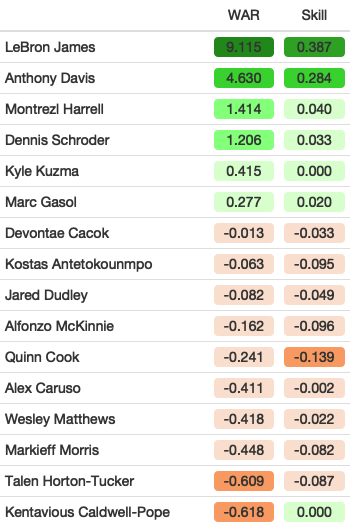 WAR Skill
LeBron James 9.115 0.387
Anthony Davis 4.630 0.284
Montrezl Harrell 1.414 0.040
Dennis Schroder 1.206 0.033
Kyle Kuzma 0.415 0.000
Marc Gasol 0.277 0.020
Devontae Cacok -0.013 -0.033
Kostas Antetokounmpo -0.063 -0.095
Jared Dudley -0.082 -0.049
Alfonzo McKinnie -0.162 -0.096
Quinn Cook -0.241 -0.139
Alex Caruso -0.411 -0.002
Wesley Matthews -0.418 -0.022
Markieff Morris -0.448 -0.082
Talen Horton-Tucker -0.609 -0.087
Kentavious Caldwell-Pope -0.618 0.000